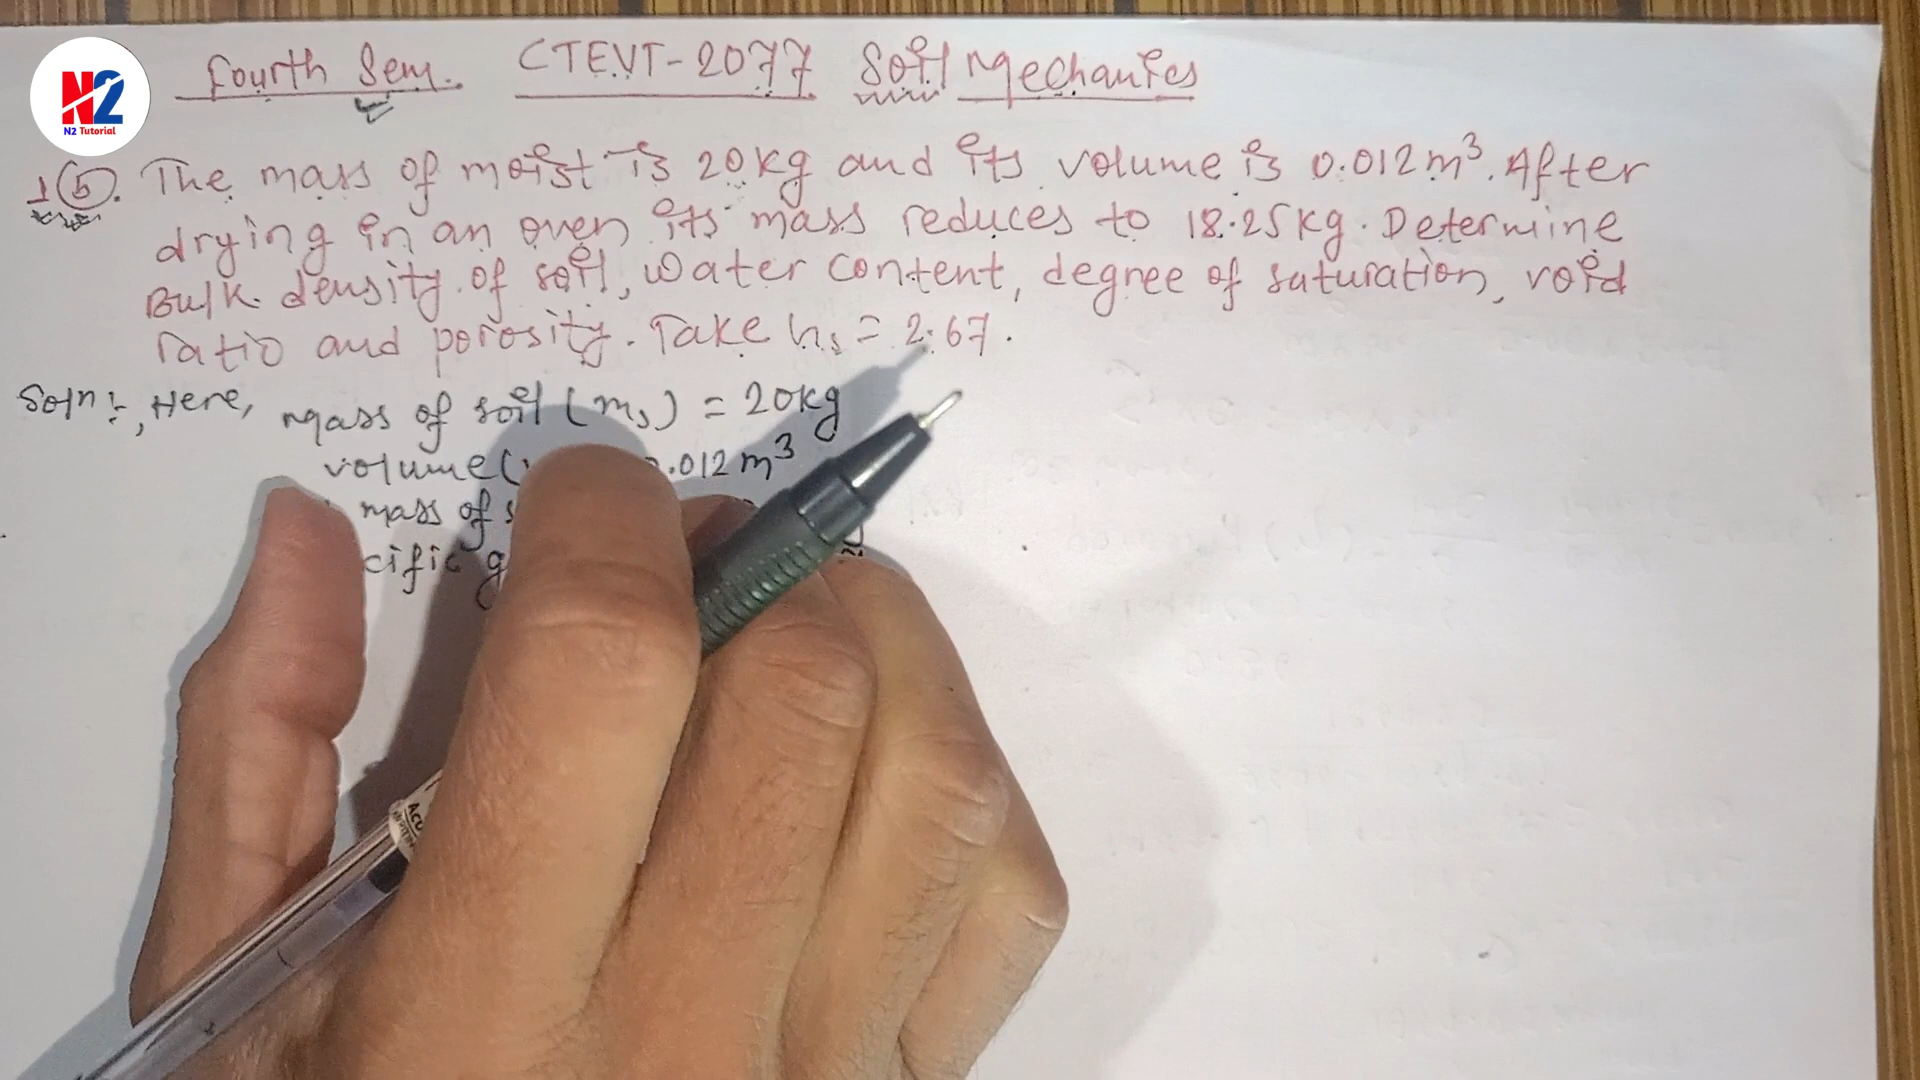 N2
N2 Tutorial
Fourth Sem. CTEVT-2077 Soil Mechanics
1(b). The mass of moist is 20kg and its volume is 0.012m³. After
drying in an oven its mass reduces to 18.25kg. Determine
Bulk density of soil, water content, degree of saturation, void
ratio and porosity. Take Gs = 2.67.
Soln:, Here, mass of soil (ms) = 20kg
volume( .012 m³
mass of s
cific g